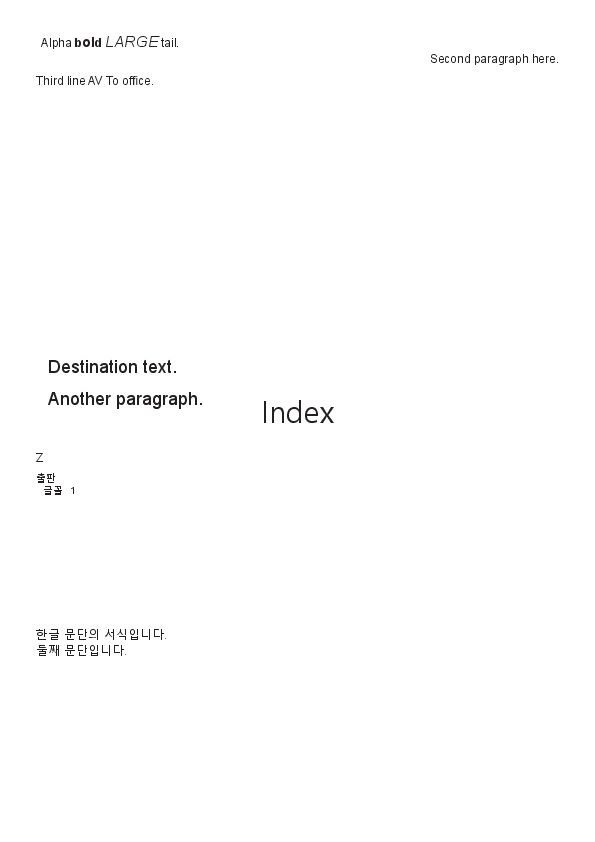 Alpha bold LARGE tail.
Second paragraph here.
Third line AV To office.
Destination text.
Another paragraph.
Index
Z
출판
글꼴 1
한글 문단의 서식입니다.
둘째 문단입니다.